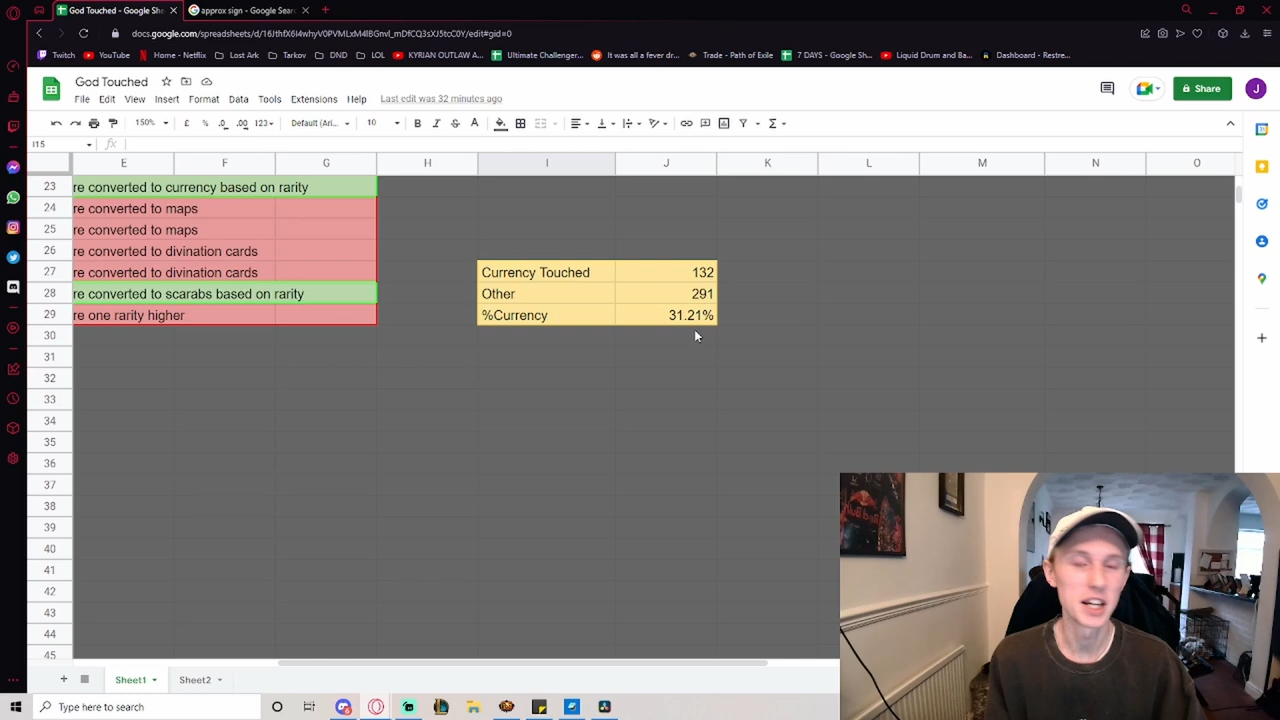 God Touched - Google She
approx sign - Google Sear
docs.google.com/spreadsheets/d/16JthfX6I4whyV0PVMLxM4lBGnvI_mDfCQ3sXJ5tcC0Y/edit#gid=0
Twitch
YouTube
Home - Netflix
Lost Ark
Tarkov
DND
LOL
KYRIAN OUTLAW A...
Ultimate Challenger...
It was all a fever dr...
Trade - Path of Exile
7 DAYS - Google Sh...
Liquid Drum and Ba...
Dashboard - Restre...
God Touched
File Edit View Insert Format Data Tools Extensions Help Last edit was 32 minutes ago
Share
J
150% £ % .0 .00 123 Default (Ari... 10 B I S A
I15 fx
E F G H I J K L M N O
23 re converted to currency based on rarity
24 re converted to maps
25 re converted to maps
26 re converted to divination cards
27 re converted to divination cards Currency Touched 132
28 re converted to scarabs based on rarity Other 291
29 re one rarity higher %Currency 31.21%
30
31
32
33
34
35
36
37
38
39
40
41
42
43
44
45
Sheet1 Sheet2
Type here to search